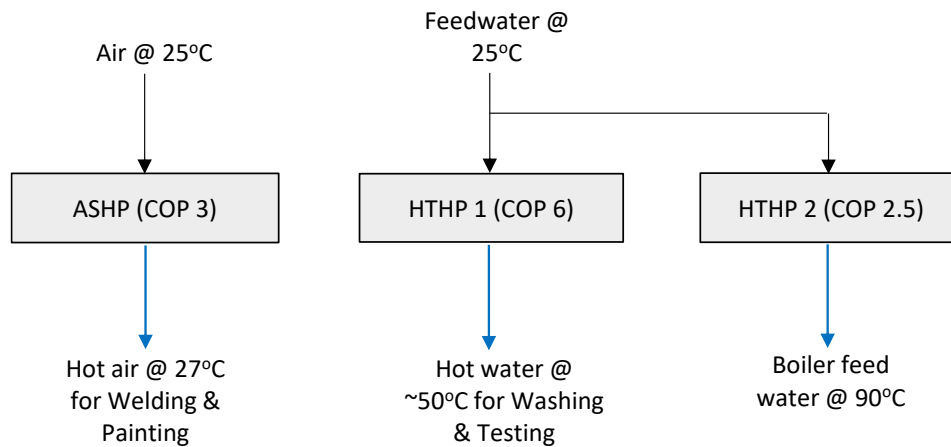 Air @ 25°C
Feedwater @
25°C
ASHP (COP 3)
HTHP 1 (COP 6)
HTHP 2 (COP 2.5)
Hot air @ 27°C
for Welding &
Painting
Hot water @
~50°C for Washing
& Testing
Boiler feed
water @ 90°C